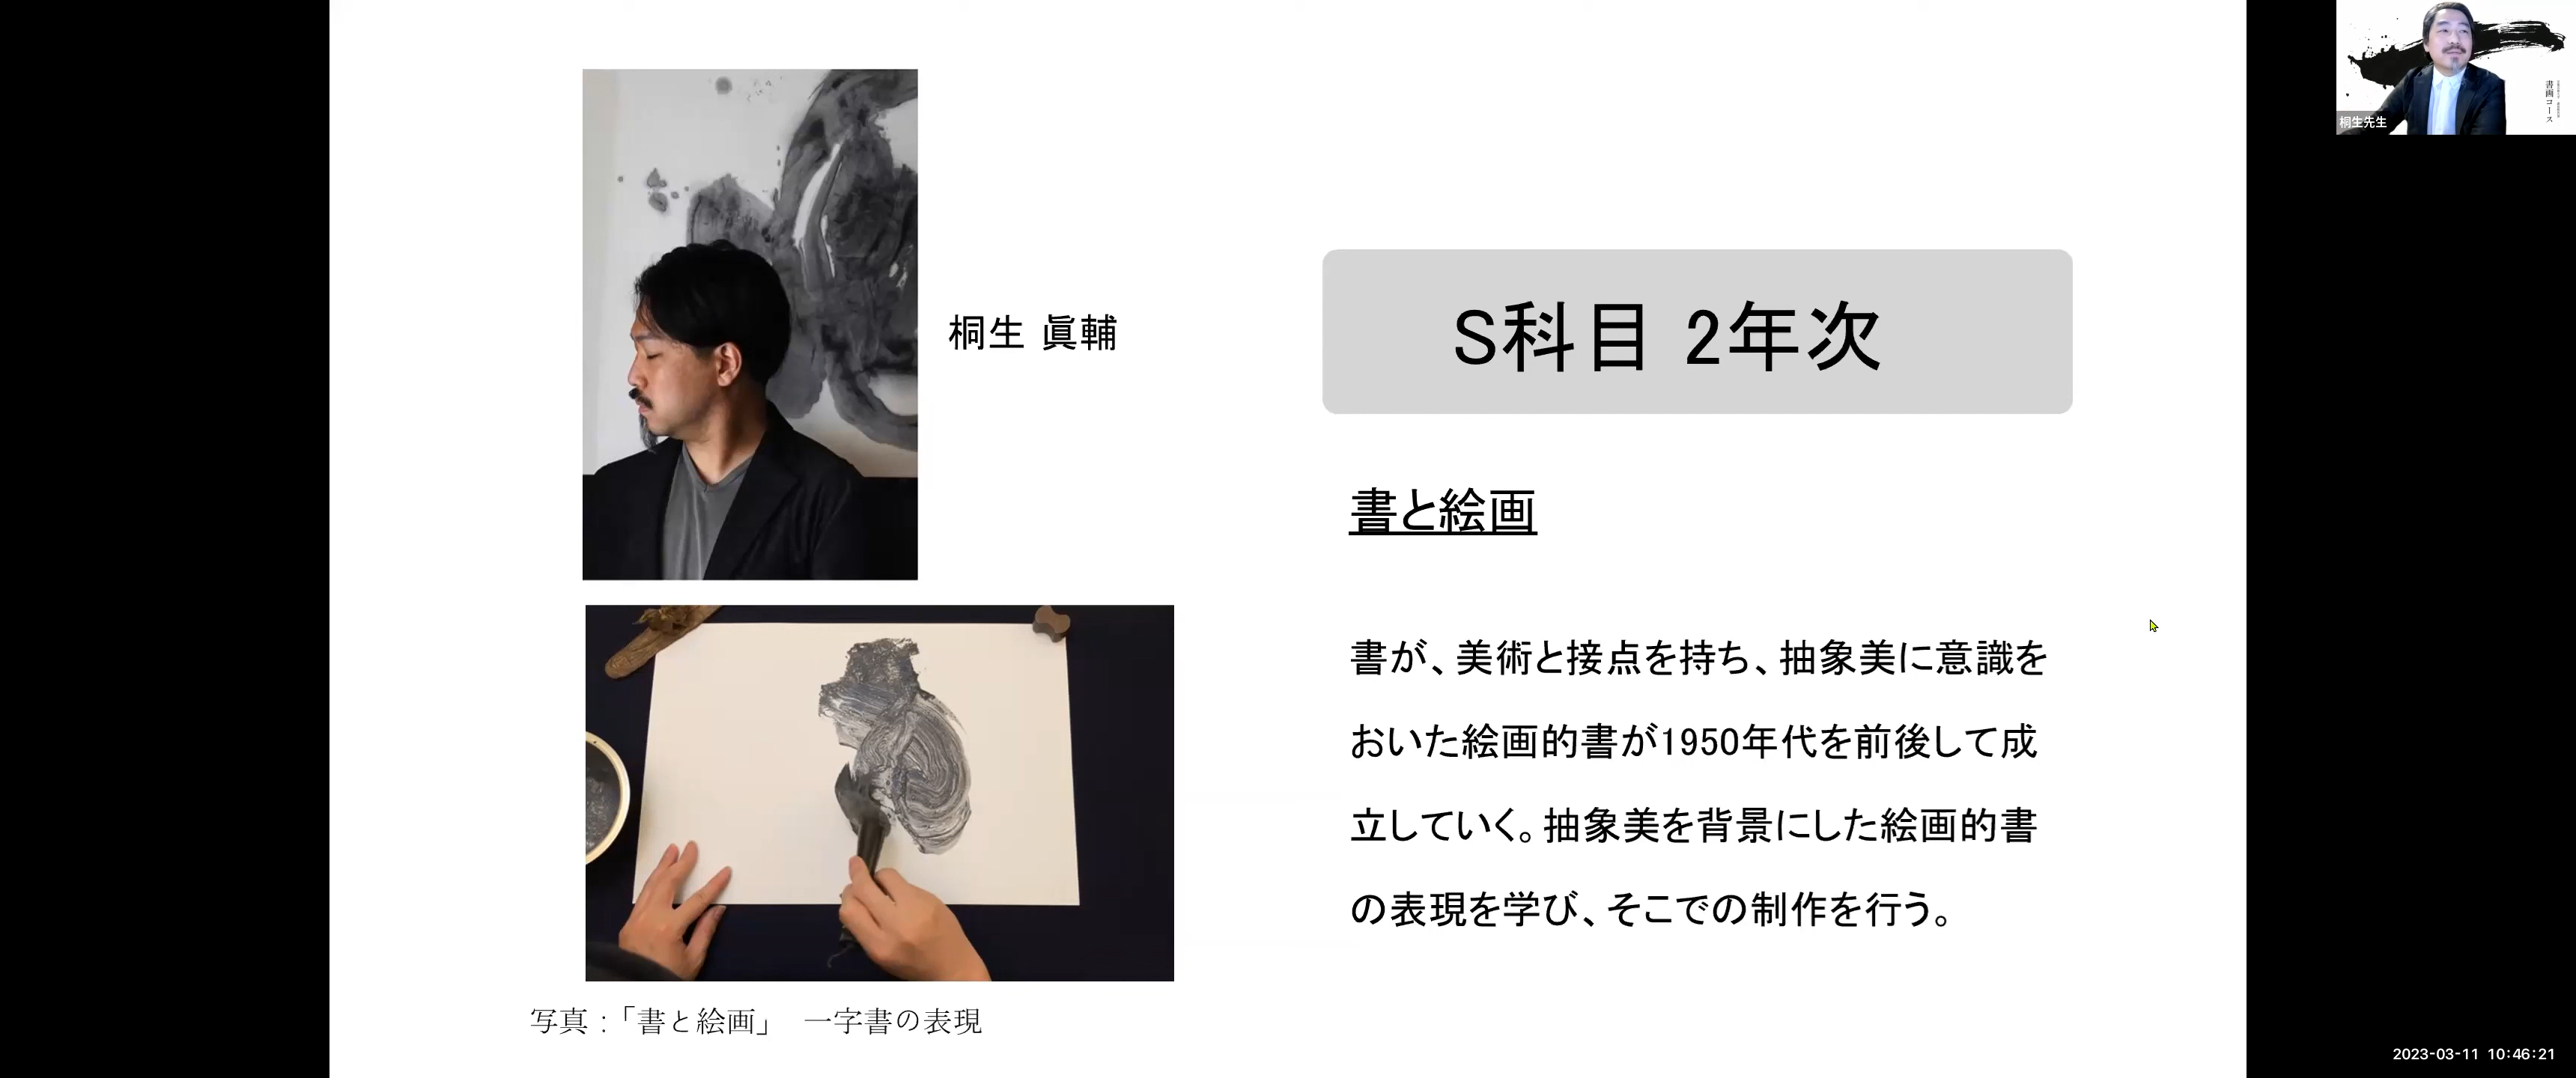 桐生 眞輔
S科目 2年次
書と絵画
書が、美術と接点を持ち、抽象美に意識を
おいた絵画的書が1950年代を前後して成
立していく。抽象美を背景にした絵画的書
の表現を学び、そこでの制作を行う。
写真：「書と絵画」　一字書の表現
書画コース
桐生先生
2023-03-11 10:46:21